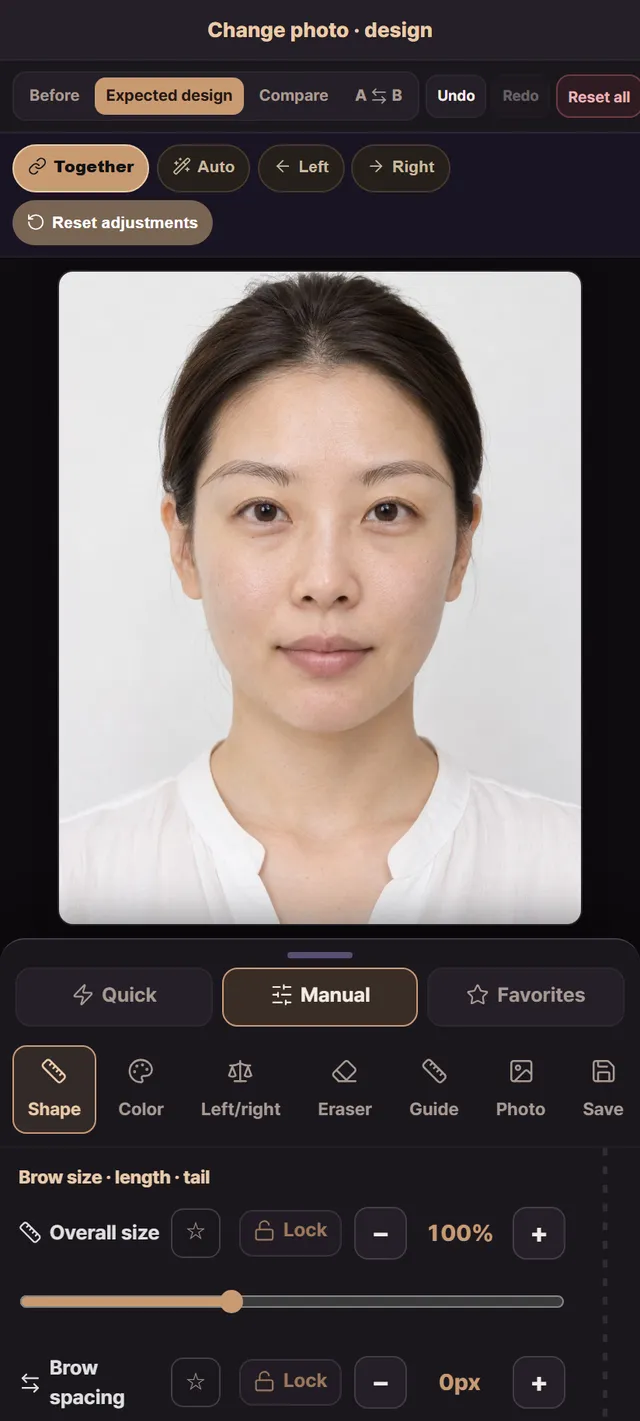 Change photo · design
Before Expected design Compare A ⇆ B Undo Redo Reset all
Together Auto ← Left → Right
Reset adjustments
Quick Manual Favorites
Shape Color Left/right Eraser Guide Photo Save
Brow size · length · tail
Overall size ☆ Lock − 100% +
Brow
spacing ☆ Lock − 0px +